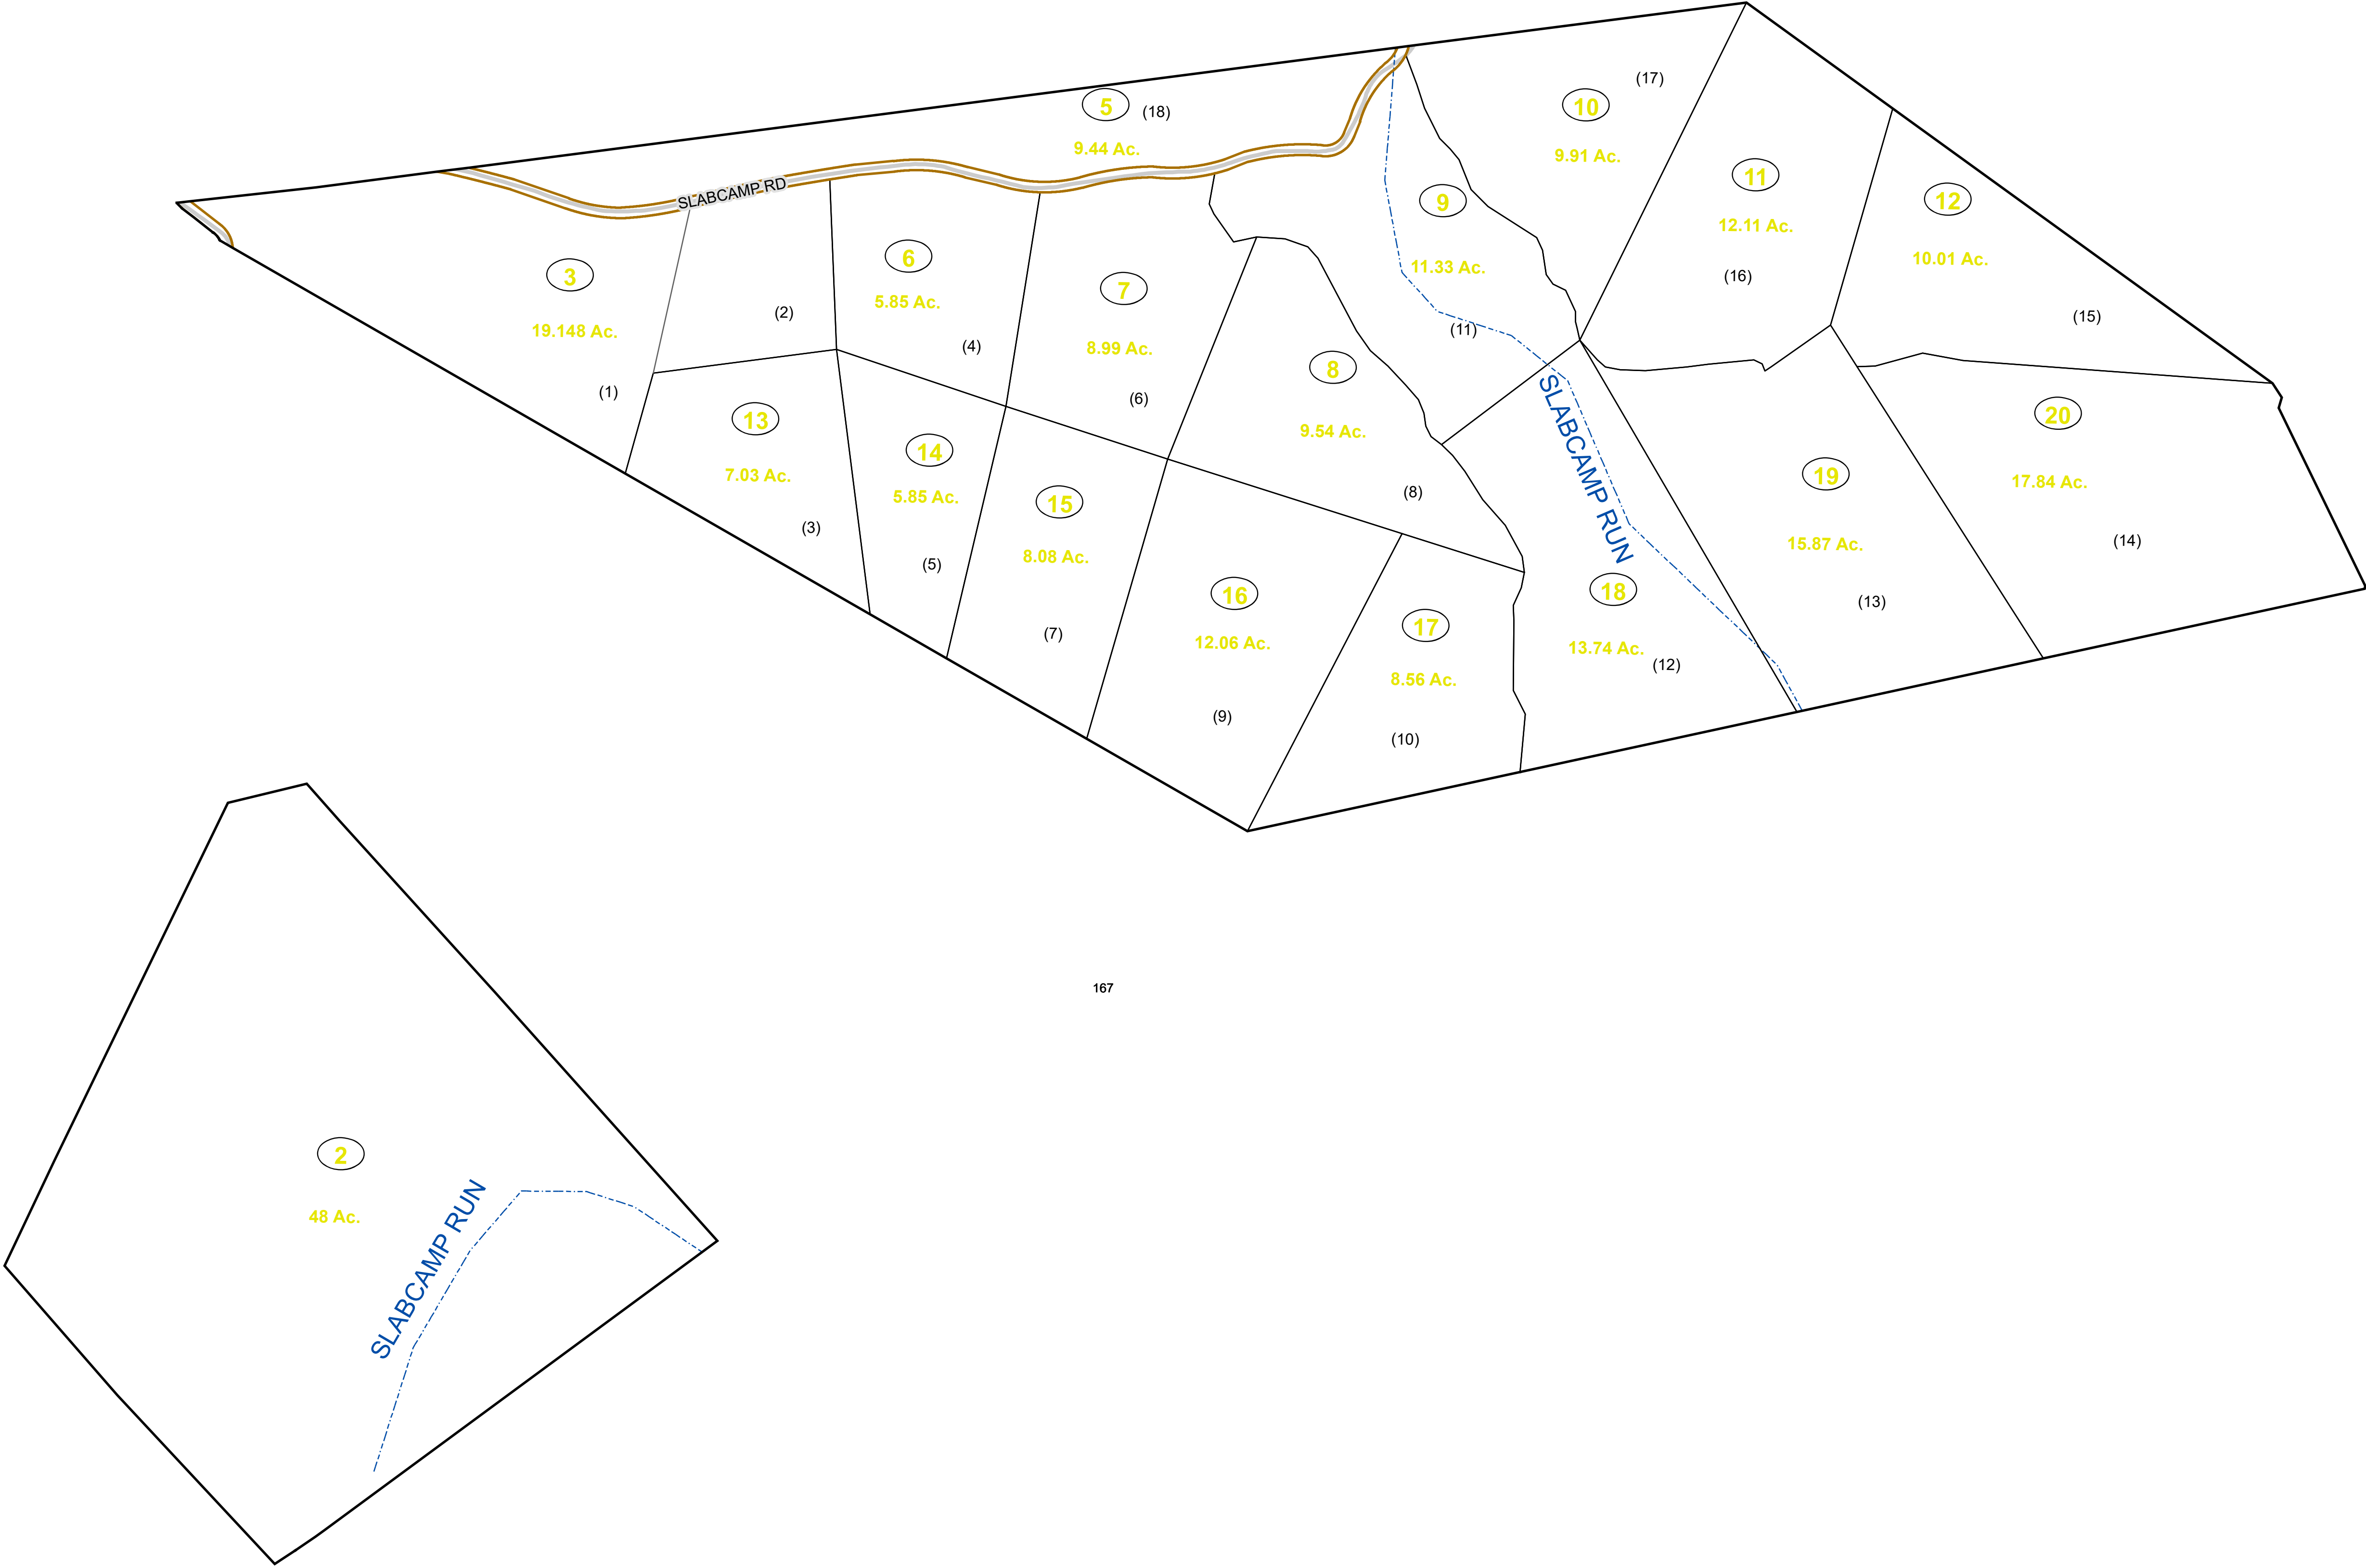 5
(18)
9.44 Ac.
10
(17)
9.91 Ac.
11
12.11 Ac.
(16)
12
10.01 Ac.
(15)
SLABCAMP RD
3
19.148 Ac.
(1)
(2)
6
5.85 Ac.
(4)
7
8.99 Ac.
(6)
8
9.54 Ac.
(8)
9
11.33 Ac.
(11)
13
7.03 Ac.
(3)
14
5.85 Ac.
(5)
15
8.08 Ac.
(7)
16
12.06 Ac.
(9)
17
8.56 Ac.
(10)
SLABCAMP RUN
18
13.74 Ac.
(12)
19
15.87 Ac.
(13)
20
17.84 Ac.
(14)
167
2
48 Ac.
SLABCAMP RUN